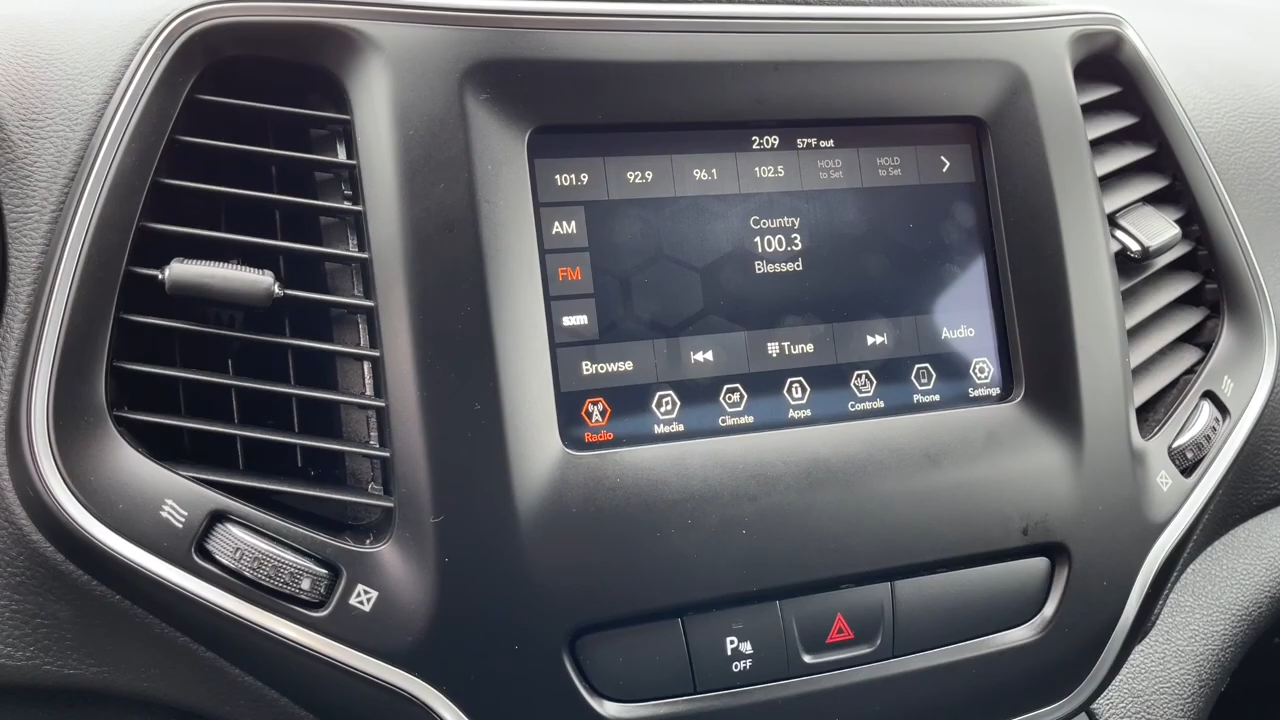 2:09 57°F out
101.9 92.9 96.1 102.5 HOLD to Set HOLD to Set
AM
Country
100.3
FM
Blessed
sxm
Browse Tune Audio
Radio Media Off Climate Apps Controls Phone Settings
P
OFF